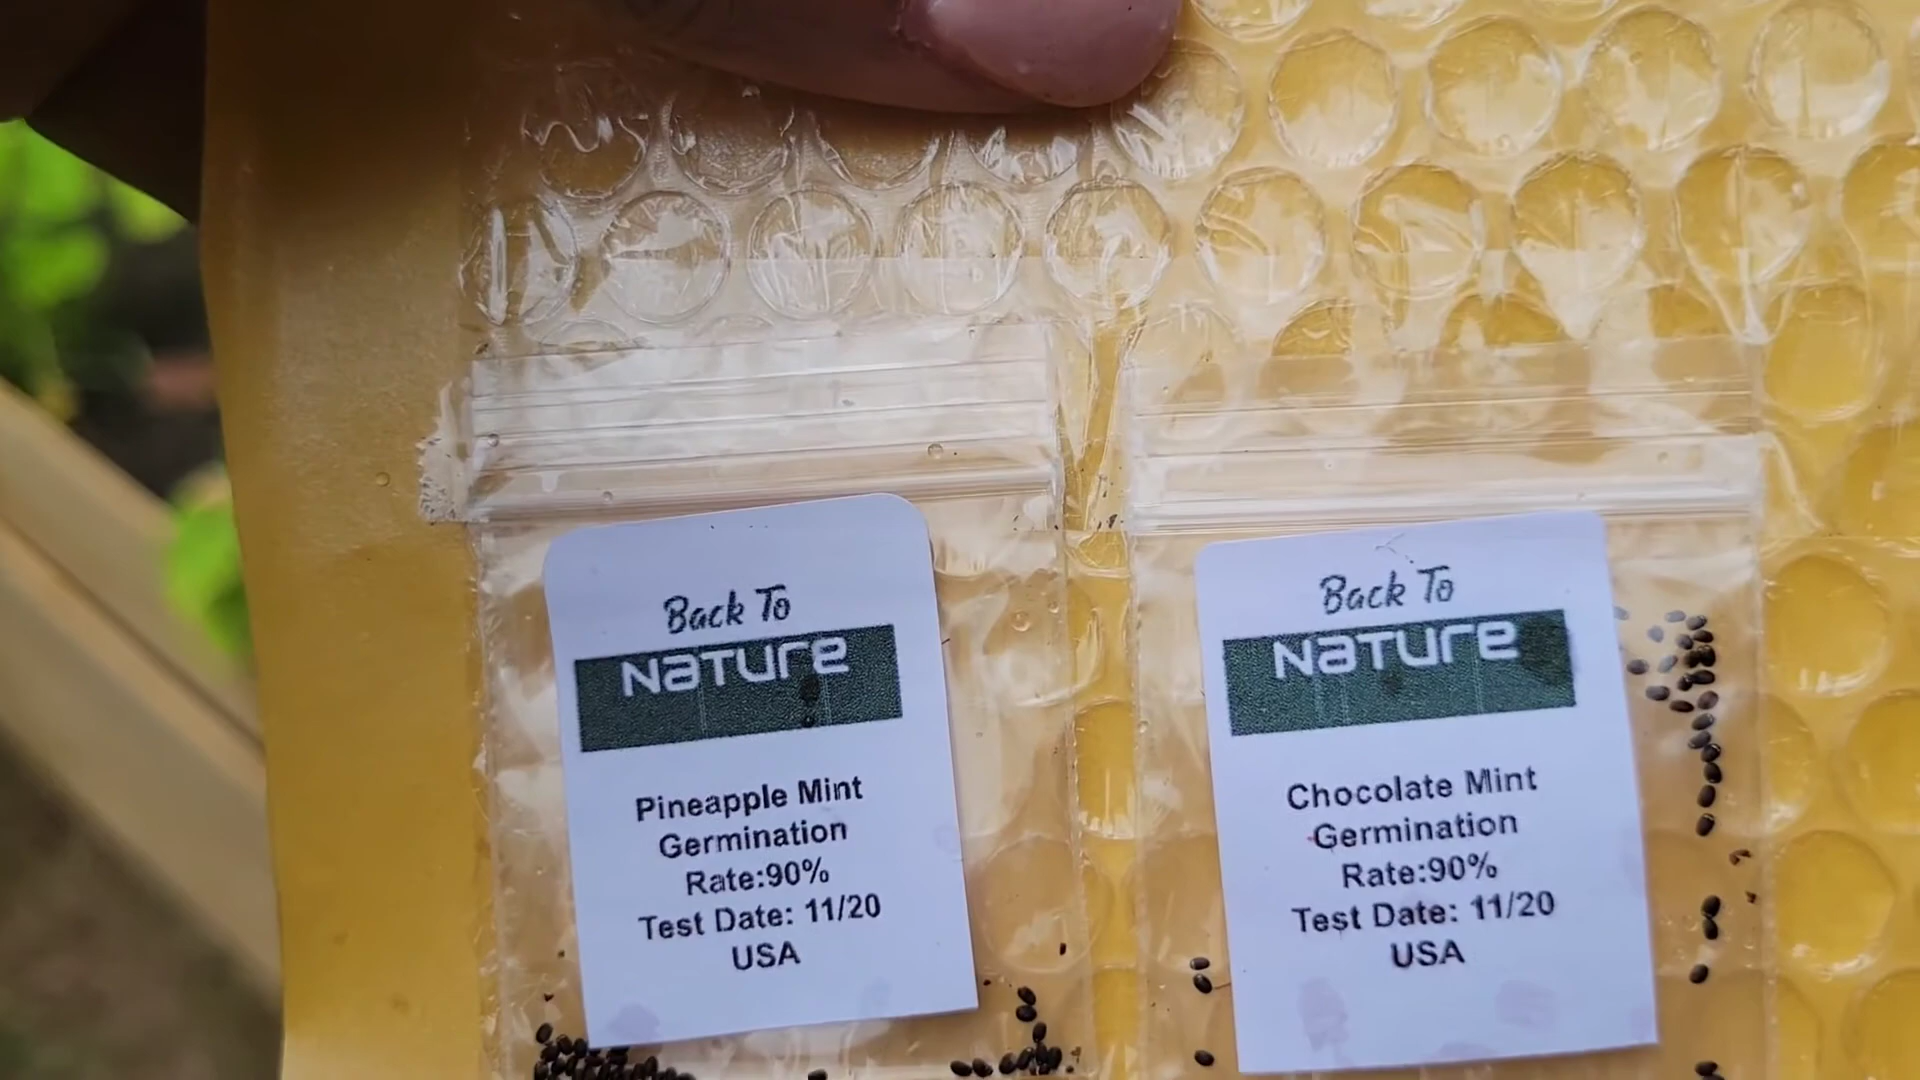 Back To
NATURE
Pineapple Mint
Germination
Rate:90%
Test Date: 11/20
USA
Back To
NATURE
Chocolate Mint
Germination
Rate:90%
Test Date: 11/20
USA